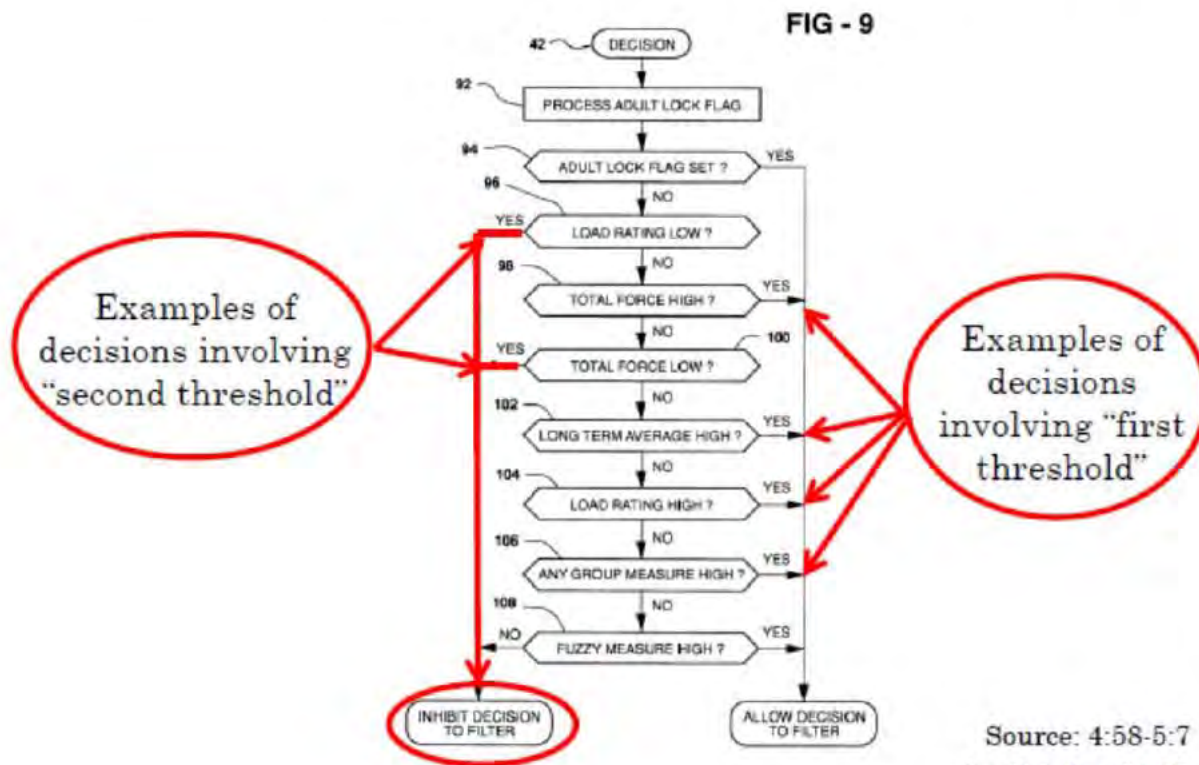 FIG - 9
42
DECISION
92
PROCESS ADULT LOCK FLAG
94
ADULT LOCK FLAG SET ?
YES
NO
96
YES
LOAD RATING LOW ?
NO
98
TOTAL FORCE HIGH ?
YES
NO
100
YES
TOTAL FORCE LOW ?
NO
102
LONG TERM AVERAGE HIGH ?
YES
NO
104
LOAD RATING HIGH ?
YES
NO
106
ANY GROUP MEASURE HIGH ?
YES
NO
108
NO
FUZZY MEASURE HIGH ?
YES
INHIBIT DECISION
TO FILTER
ALLOW DECISION
TO FILTER
Examples of
decisions involving
“second threshold”
Examples of
decisions
involving “first
threshold”
Source: 4:58-5:7